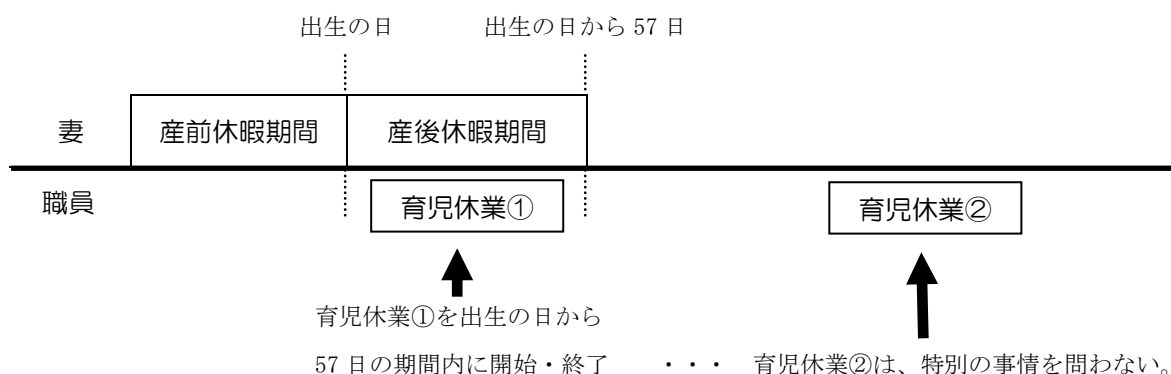 出生の日 出生の日から 57 日
妻 産前休暇期間 産後休暇期間
職員 育児休業① 育児休業②
育児休業①を出生の日から
57 日の期間内に開始・終了 ・・・ 育児休業②は、特別の事情を問わない。